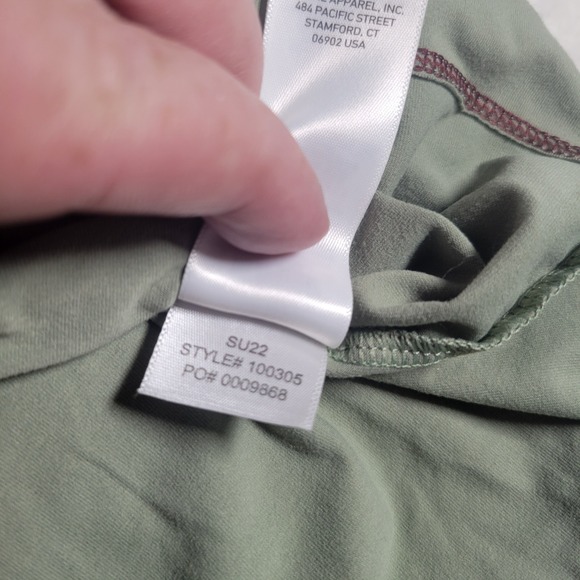 APPAREL, INC.
484 PACIFIC STREET
STAMFORD, CT
06902 USA
SU22
STYLE# 100305
PO# 0009868